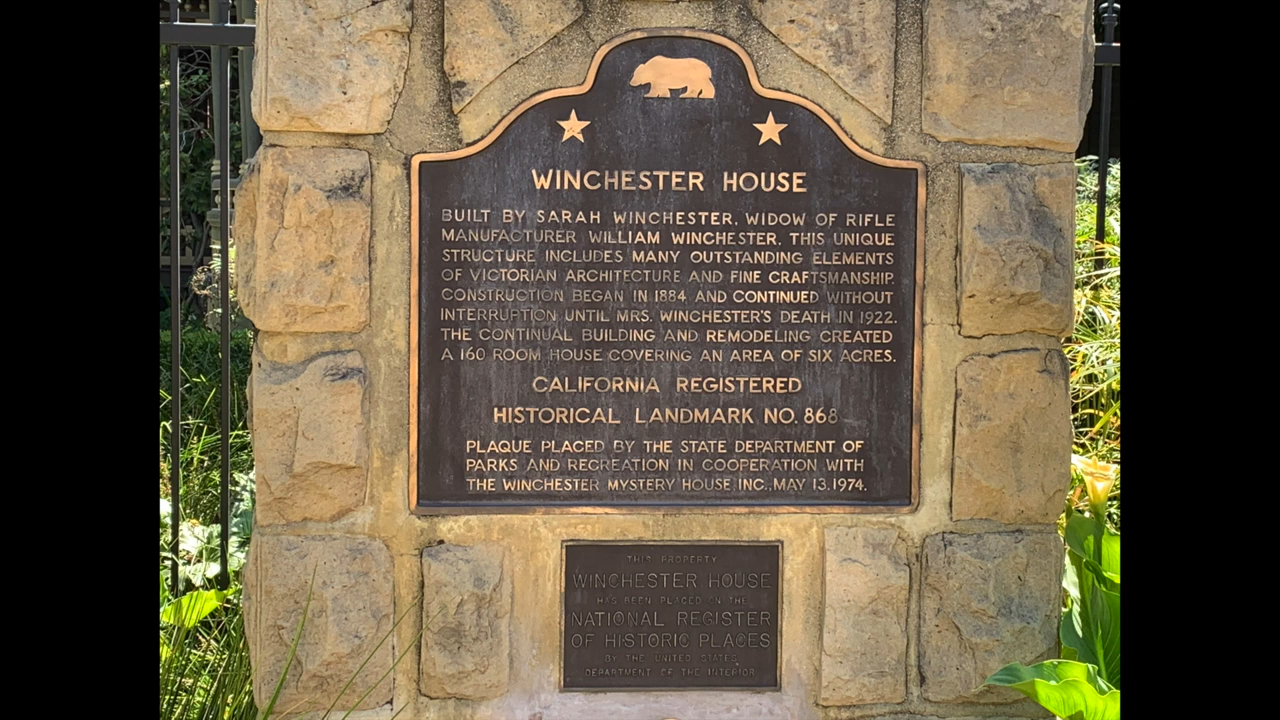 WINCHESTER HOUSE
BUILT BY SARAH WINCHESTER, WIDOW OF RIFLE
MANUFACTURER WILLIAM WINCHESTER, THIS UNIQUE
STRUCTURE INCLUDES MANY OUTSTANDING ELEMENTS
OF VICTORIAN ARCHITECTURE AND FINE CRAFTSMANSHIP.
CONSTRUCTION BEGAN IN 1884 AND CONTINUED WITHOUT
INTERRUPTION UNTIL MRS. WINCHESTER'S DEATH IN 1922.
THE CONTINUAL BUILDING AND REMODELING CREATED
A 160 ROOM HOUSE COVERING AN AREA OF SIX ACRES.
CALIFORNIA REGISTERED
HISTORICAL LANDMARK NO. 868
PLAQUE PLACED BY THE STATE DEPARTMENT OF
PARKS AND RECREATION IN COOPERATION WITH
THE WINCHESTER MYSTERY HOUSE INC., MAY 13, 1974.
THIS PROPERTY
WINCHESTER HOUSE
HAS BEEN PLACED ON THE
NATIONAL REGISTER
OF HISTORIC PLACES
BY THE UNITED STATES
DEPARTMENT OF THE INTERIOR